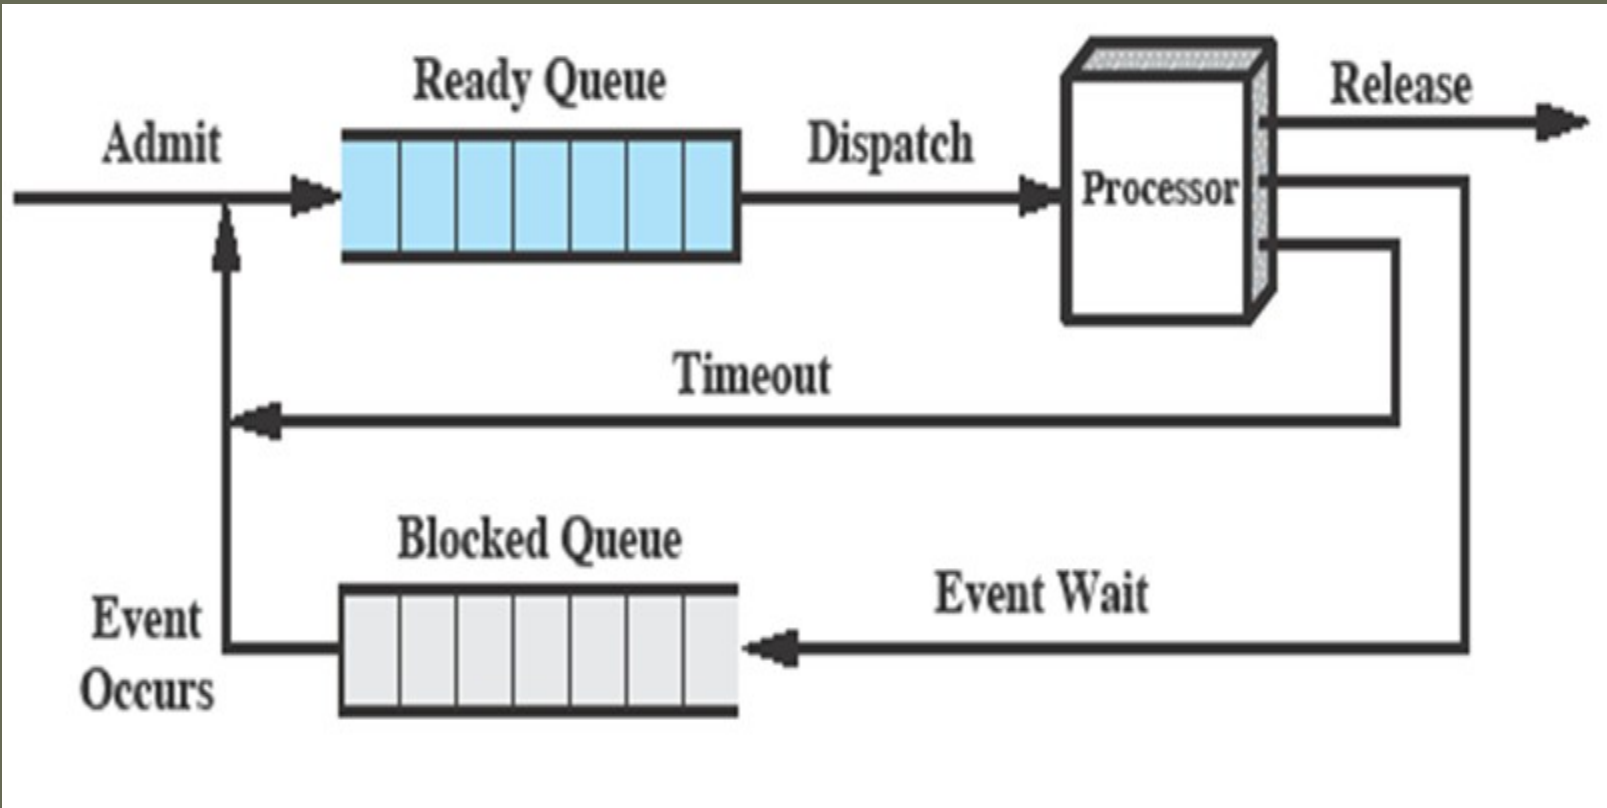 Ready Queue
Release
Admit
Dispatch
Processor
Timeout
Blocked Queue
Event Wait
Event
Occurs